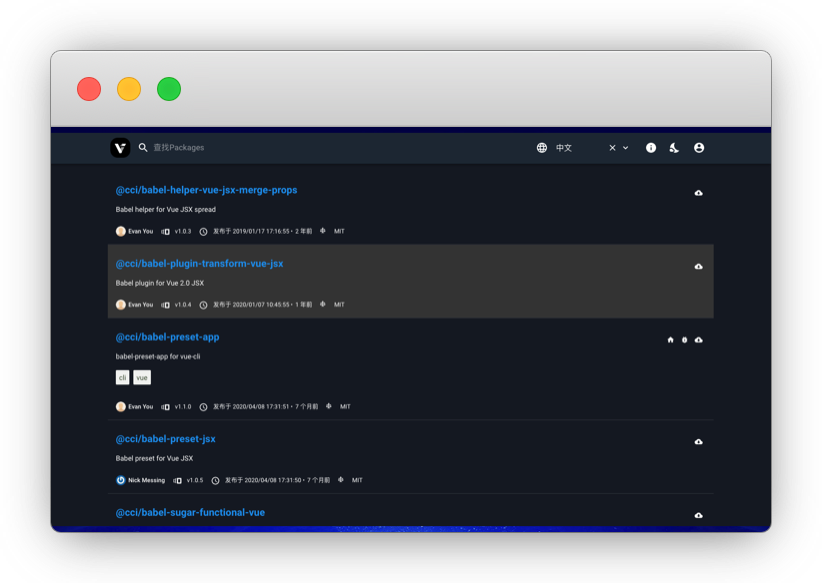 查找Packages
中文
@cci/babel-helper-vue-jsx-merge-props
Babel helper for Vue JSX spread
Evan You v1.0.3 发布于 2019/01/17 17:16:55 • 2 年前 MIT
@cci/babel-plugin-transform-vue-jsx
Babel plugin for Vue 2.0 JSX
Evan You v1.0.4 发布于 2020/01/07 10:45:55 • 1 年前 MIT
@cci/babel-preset-app
babel-preset-app for vue-cli
cli vue
Evan You v1.1.0 发布于 2020/04/08 17:31:51 • 7 个月前 MIT
@cci/babel-preset-jsx
Babel preset for Vue JSX
Nick Messing v1.0.5 发布于 2020/04/08 17:31:50 • 7 个月前 MIT
@cci/babel-sugar-functional-vue